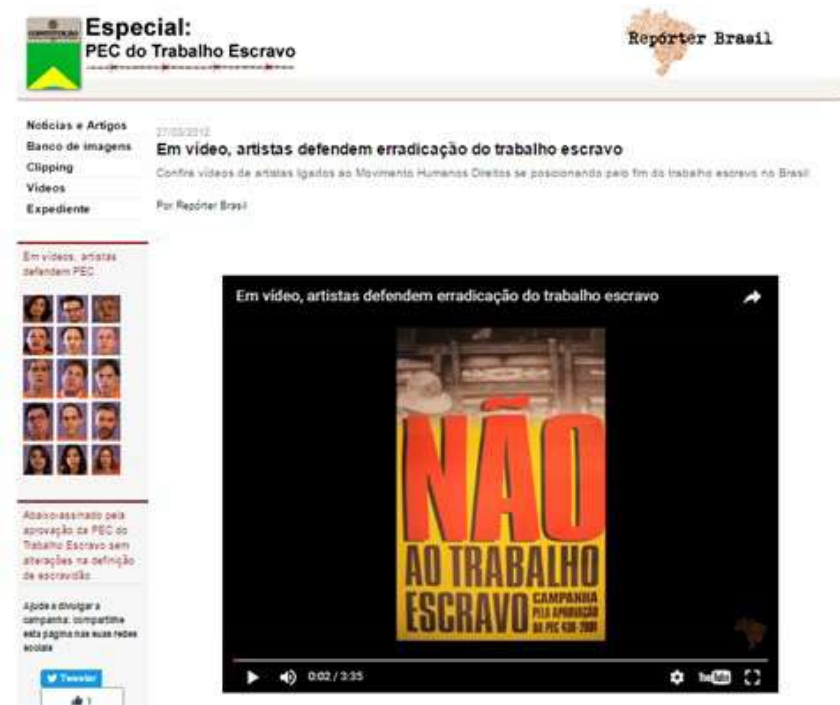 Especial:
PEC do Trabalho Escravo
Repórter Brasil
Notícias e Artigos
Banco de imagens
Clipping
Vídeos
Expediente
27/03/2012
Em vídeo, artistas defendem erradicação do trabalho escravo
Confira vídeos de artistas ligados ao Movimento Humanos Direitos se posicionando pelo fim do trabalho escravo no Brasil
Por Repórter Brasil
Em vídeos, artistas
defendem PEC
Abaixo-assinado pela
aprovação da PEC do
Trabalho Escravo sem
alterações na definição
de escravidão
Ajude a divulgar a
campanha: compartilhe
esta página nas suas redes
sociais
Tweetar
1
Em vídeo, artistas defendem erradicação do trabalho escravo
NÃO
AO TRABALHO
ESCRAVO
CAMPANHA
PELA APROVAÇÃO
DA PEC 438-2001
0:02 / 3:35
YouTube